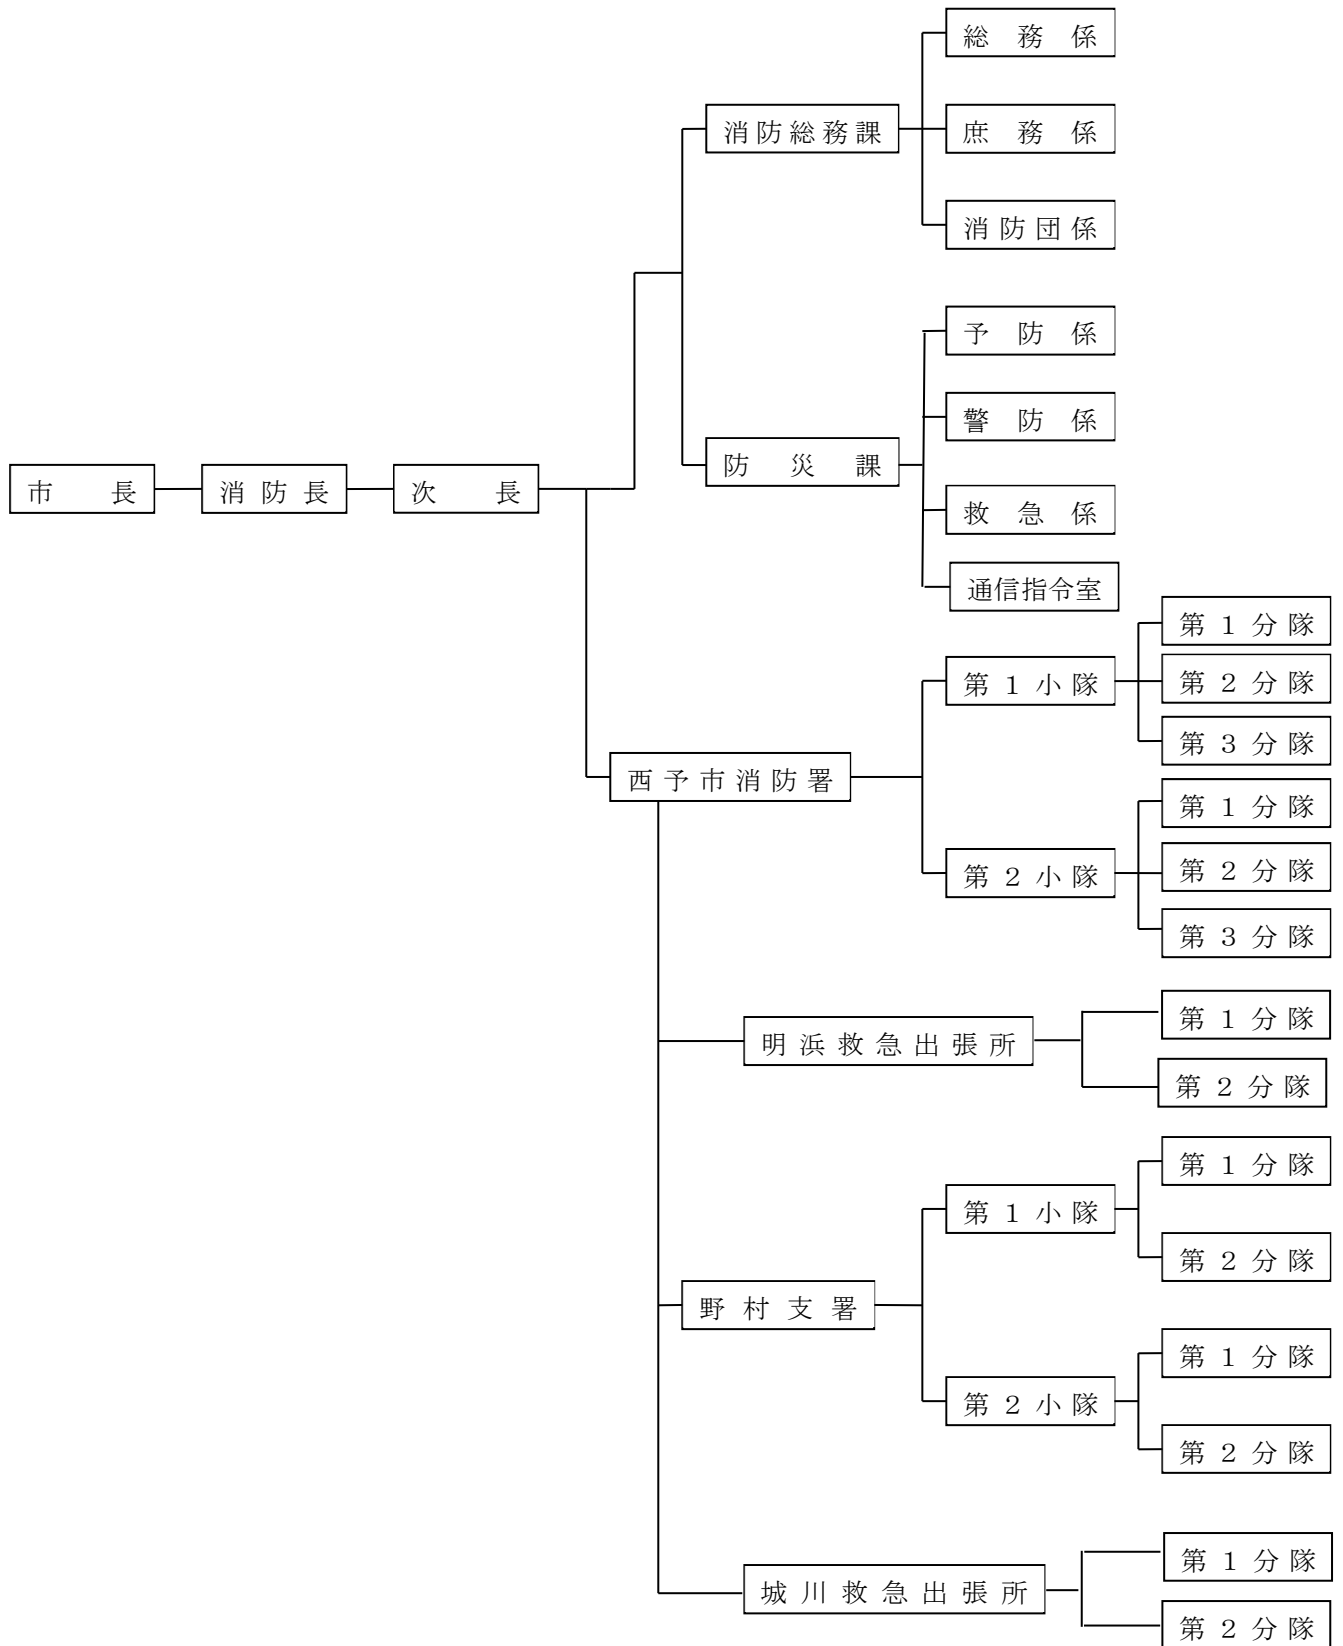 総務係
消防総務課
庶務係
消防団係
予防係
警防係
防災課
市長
消防長
次長
救急係
通信指令室
第1分隊
第1小隊
第2分隊
第3分隊
西予市消防署
第1分隊
第2小隊
第2分隊
第3分隊
第1分隊
明浜救急出張所
第2分隊
第1分隊
第1小隊
第2分隊
野村支署
第1分隊
第2小隊
第2分隊
第1分隊
城川救急出張所
第2分隊